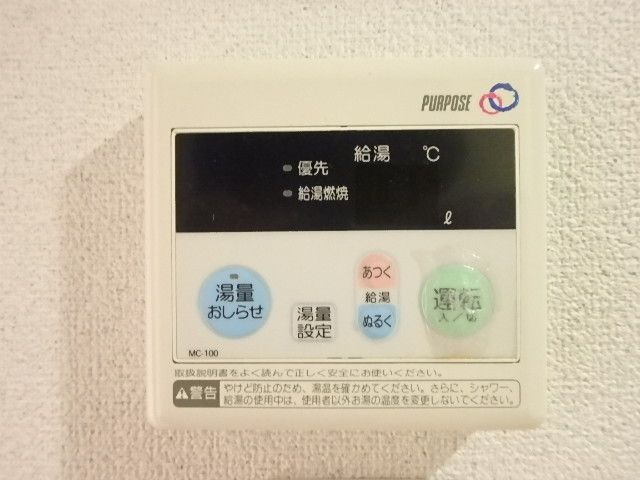 PURPOSE
給湯 ℃
優先
給湯燃焼
ℓ
湯量
おしらせ
湯量
設定
あつく
給湯
ぬるく
運転
入/切
MC-100
取扱説明書をよく読んで正しく安全にお使いください。
警告
やけど防止のため、湯温を確かめてください。さらに、シャワー、
給湯の使用中は、使用者以外お湯の温度を変更しないでください。